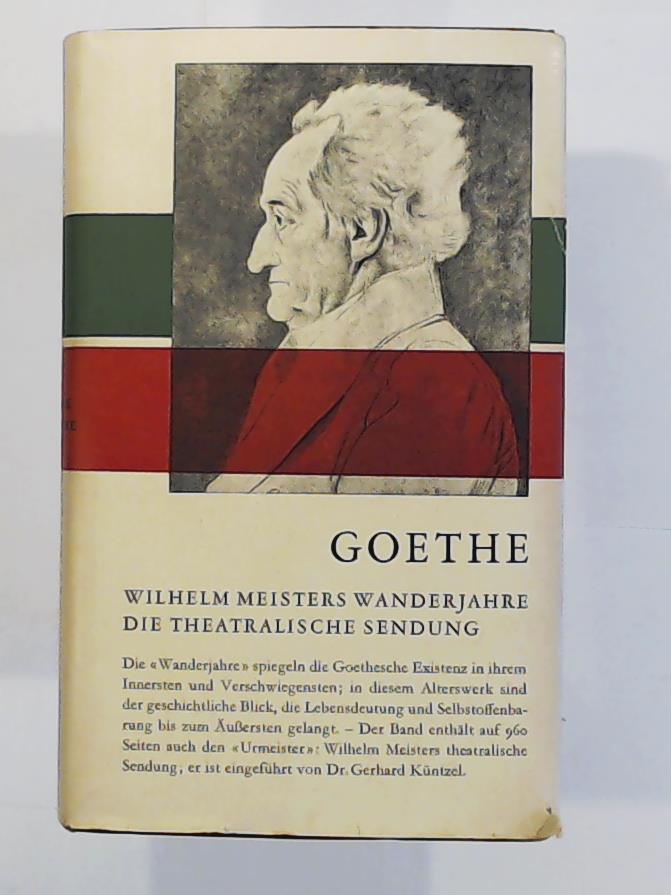 GOETHE
WILHELM MEISTERS WANDERJAHRE
DIE THEATRALISCHE SENDUNG
Die «Wanderjahre» spiegeln die Goethesche Existenz in ihrem
Innersten und Verschwiegensten; in diesem Alterswerk sind
der geschichtliche Blick, die Lebensdeutung und Selbstoffenba-
rung bis zum Äußersten gelangt. – Der Band enthält auf 960
Seiten auch den «Urmeister»: Wilhelm Meisters theatralische
Sendung, er ist eingeführt von Dr. Gerhard Küntzel.